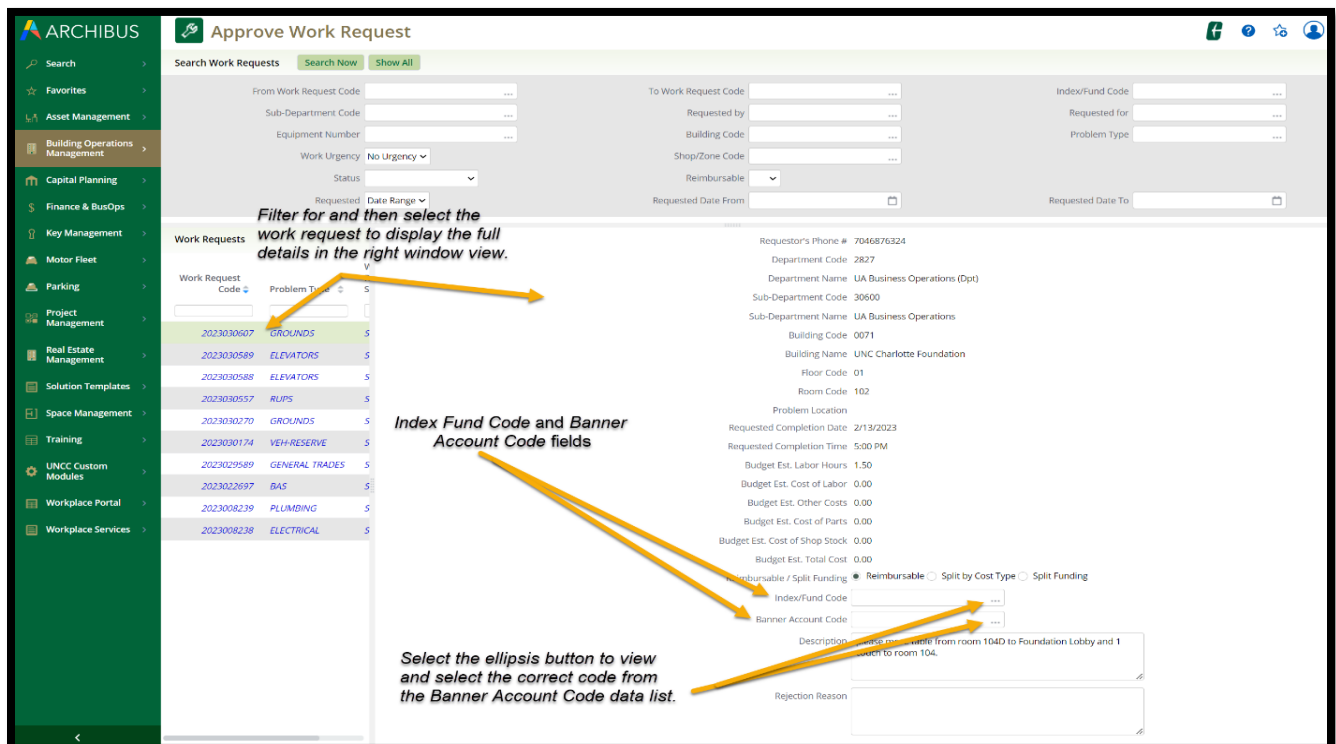 ARCHIBUS
Approve Work Request
Search
Favorites
Asset Management
Building Operations
Management
Capital Planning
Finance & BusOps
Key Management
Motor Fleet
Parking
Project
Management
Real Estate
Management
Solution Templates
Space Management
Training
UNCC Custom
Modules
Workplace Portal
Workplace Services
Search Work Requests Search Now Show All
From Work Request Code ... To Work Request Code ... Index/Fund Code ...
Sub-Department Code ... Requested by ... Requested for ...
Equipment Number ... Building Code ... Problem Type ...
Work Urgency No Urgency Shop/Zone Code ...
Status Reimbursable
Requested Date Range Requested Date From Requested Date To
Filter for and then select the
work request to display the full
details in the right window view.
Work Requests
Work Request
Code Problem Type S
2023030607 GROUNDS S
2023030589 ELEVATORS S
2023030588 ELEVATORS S
2023030557 RUPS S
2023030270 GROUNDS S
2023030174 VEH-RESERVE S
2023029589 GENERAL TRADES S
2023022697 BAS S
2023008239 PLUMBING S
2023008238 ELECTRICAL S
Requestor's Phone # 7046876324
Department Code 2827
Department Name UA Business Operations (Dpt)
Sub-Department Code 30600
Sub-Department Name UA Business Operations
Building Code 0071
Building Name UNC Charlotte Foundation
Floor Code 01
Room Code 102
Problem Location
Requested Completion Date 2/13/2023
Requested Completion Time 5:00 PM
Budget Est. Labor Hours 1.50
Budget Est. Cost of Labor 0.00
Budget Est. Other Costs 0.00
Budget Est. Cost of Parts 0.00
Budget Est. Cost of Shop Stock 0.00
Budget Est. Total Cost 0.00
Reimbursable / Split Funding Reimbursable Split by Cost Type Split Funding
Index/Fund Code ...
Banner Account Code ...
Description please from room 104D to Foundation Lobby and 1
to room 104.
Rejection Reason
Index Fund Code and Banner
Account Code fields
Select the ellipsis button to view
and select the correct code from
the Banner Account Code data list.